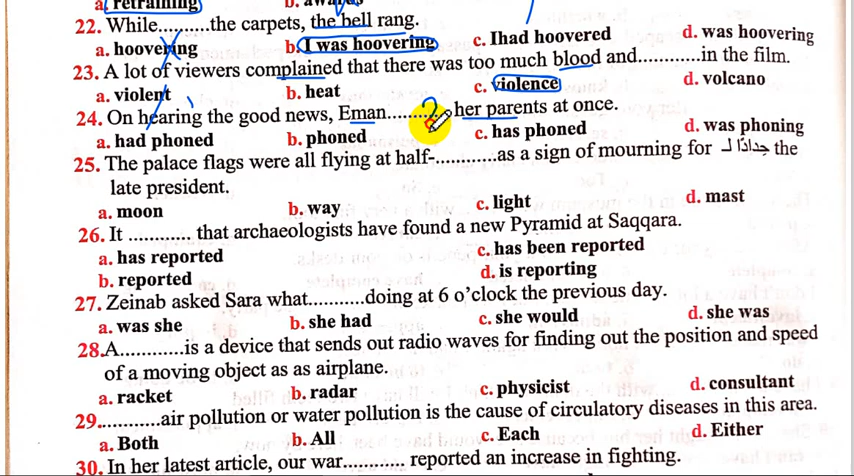 a. retraining
22. While..........the carpets, the bell rang.
a. hoovering b. I was hoovering c. Ihad hoovered d. was hoovering
23. A lot of viewers complained that there was too much blood and............in the film.
a. violent b. heat c. violence d. volcano
24. On hearing the good news, Eman.......... her parents at once.
a. had phoned b. phoned c. has phoned d. was phoning
25. The palace flags were all flying at half-............as a sign of mourning for حدادًا لـ the
late president.
a. moon b. way c. light d. mast
26. It ............ that archaeologists have found a new Pyramid at Saqqara.
a. has reported c. has been reported
b. reported d. is reporting
27. Zeinab asked Sara what...........doing at 6 o’clock the previous day.
a. was she b. she had c. she would d. she was
28.A............is a device that sends out radio waves for finding out the position and speed
of a moving object as as airplane.
a. racket b. radar c. physicist d. consultant
29............air pollution or water pollution is the cause of circulatory diseases in this area.
a. Both b. All c. Each d. Either
30. In her latest article, our war............ reported an increase in fighting.